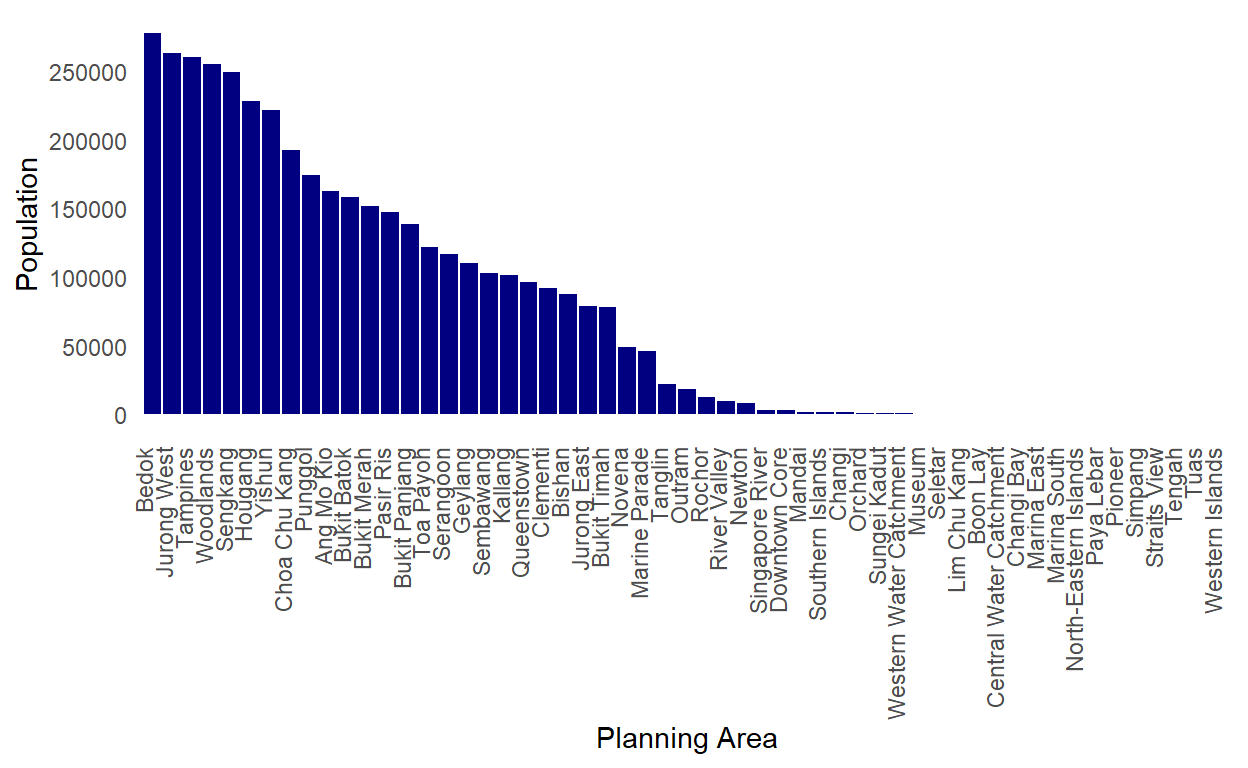 Population
250000
200000
150000
100000
50000
0
Bedok
Jurong West
Tampines
Woodlands
Sengkang
Hougang
Yishun
Choa Chu Kang
Punggol
Ang Mo Kio
Bukit Batok
Bukit Merah
Pasir Ris
Bukit Panjang
Toa Payoh
Serangoon
Geylang
Sembawang
Kallang
Queenstown
Clementi
Bishan
Jurong East
Bukit Timah
Novena
Marine Parade
Tanglin
Outram
Rochor
River Valley
Newton
Singapore River
Downtown Core
Mandai
Southern Islands
Changi
Orchard
Sungei Kadut
Western Water Catchment
Museum
Seletar
Lim Chu Kang
Boon Lay
Central Water Catchment
Changi Bay
Marina East
Marina South
North-Eastern Islands
Paya Lebar
Pioneer
Simpang
Straits View
Tengah
Tuas
Western Islands
Planning Area